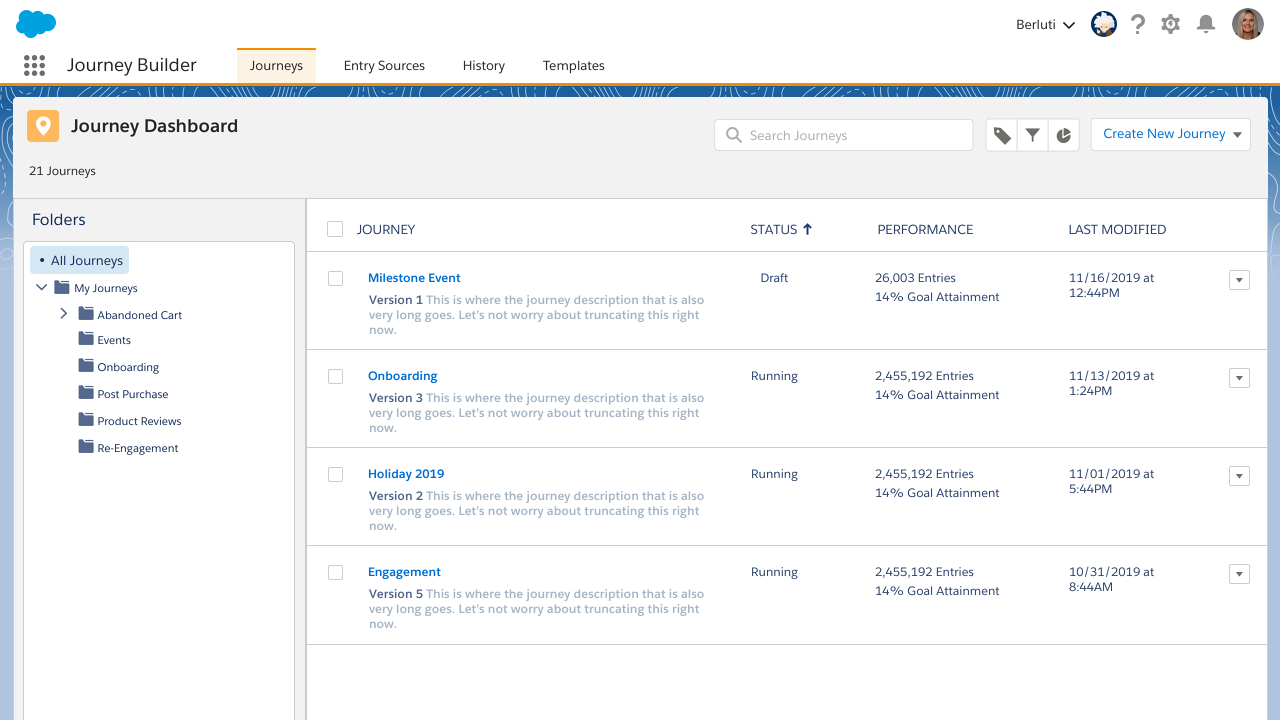 Berluti
Journey Builder
Journeys
Entry Sources
History
Templates
Journey Dashboard
Search Journeys
Create New Journey
21 Journeys
Folders
• All Journeys
My Journeys
Abandoned Cart
Events
Onboarding
Post Purchase
Product Reviews
Re-Engagement
JOURNEY
STATUS
PERFORMANCE
LAST MODIFIED
Milestone Event
Version 1 This is where the journey description that is also
very long goes. Let's not worry about truncating this right
now.
Draft
26,003 Entries
14% Goal Attainment
11/16/2019 at
12:44PM
Onboarding
Version 3 This is where the journey description that is also
very long goes. Let's not worry about truncating this right
now.
Running
2,455,192 Entries
14% Goal Attainment
11/13/2019 at
1:24PM
Holiday 2019
Version 2 This is where the journey description that is also
very long goes. Let's not worry about truncating this right
now.
Running
2,455,192 Entries
14% Goal Attainment
11/01/2019 at
5:44PM
Engagement
Version 5 This is where the journey description that is also
very long goes. Let's not worry about truncating this right
now.
Running
2,455,192 Entries
14% Goal Attainment
10/31/2019 at
8:44AM